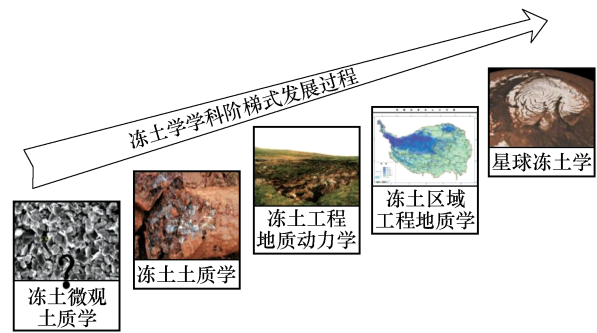 冻土学学科阶梯式发展过程
星球冻土学
冻土区域
工程地质学
冻土工程
地质动力学
冻土土质学
?
冻土微观
土质学